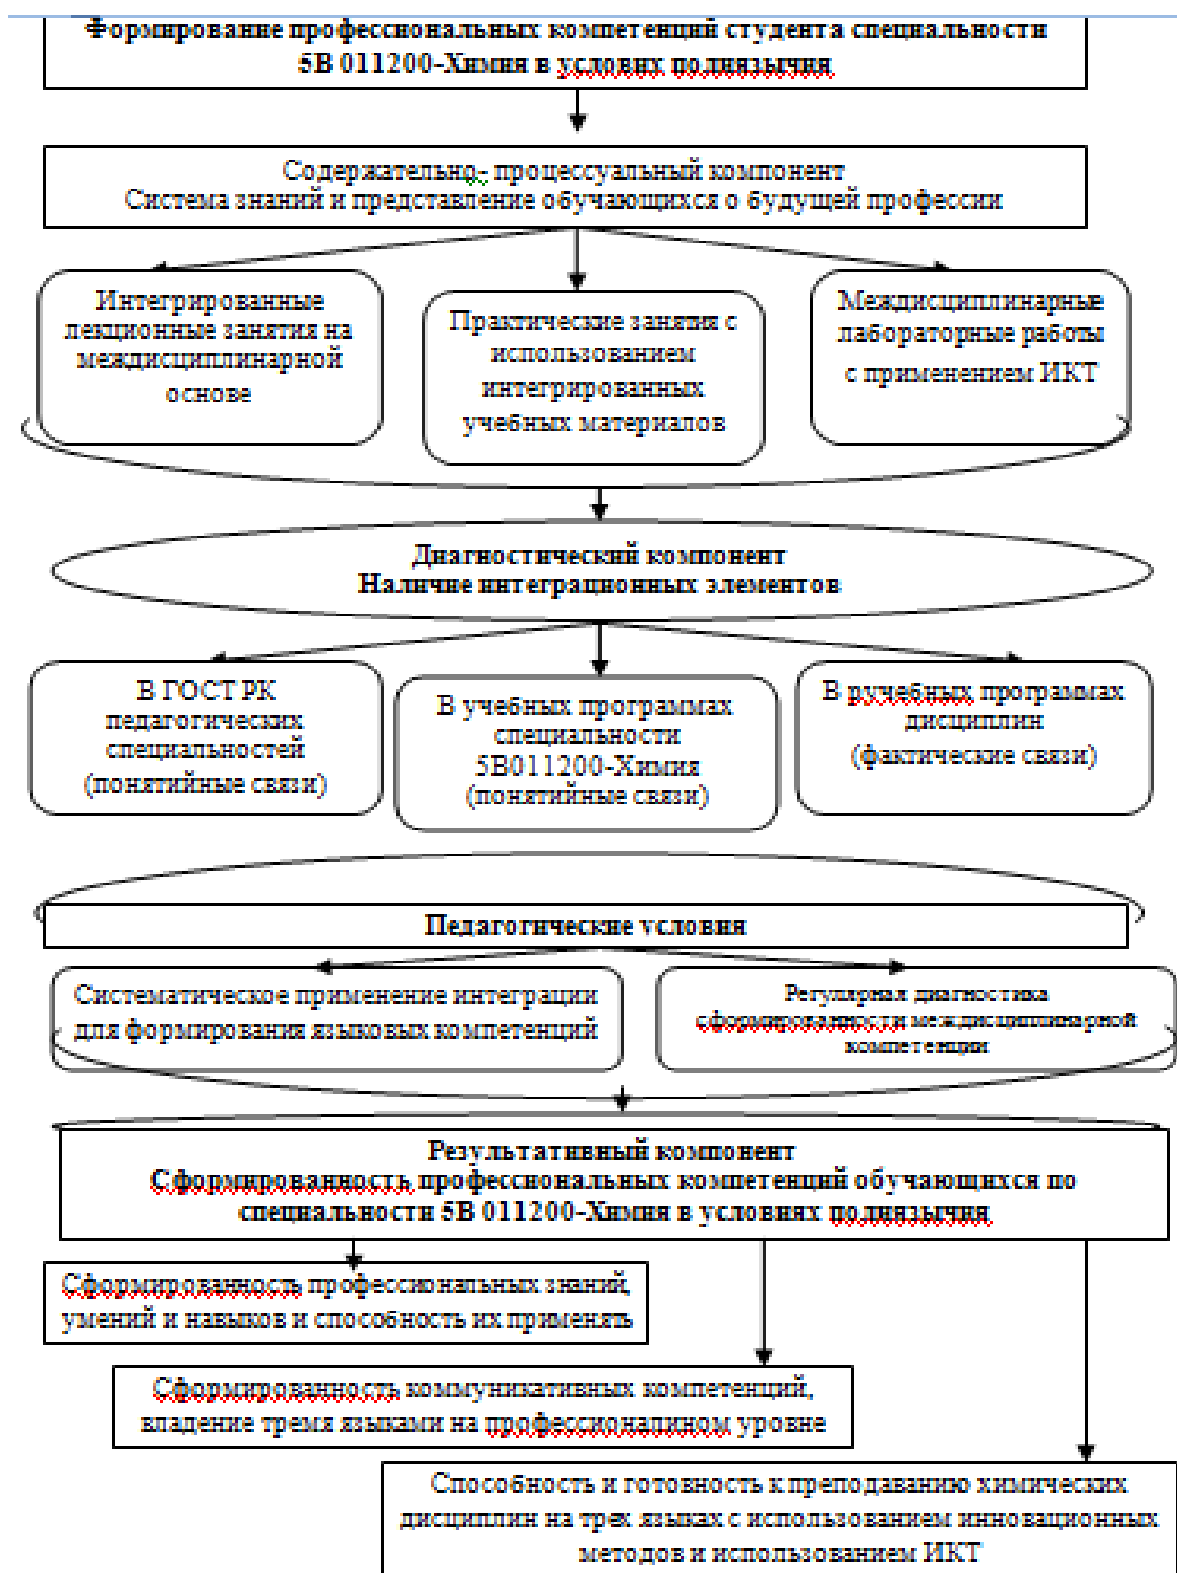 Формирование профессиональных компетенций студента специальности
5В 011200-Химия в услових полиязычия
Содержательно- процессуальный компонент
Система знаний и представление обучающихся о будущей профессии
Интегрированные
лекционные занятия на
междисциплинарной
основе
Практические занятия с
использованием
интегрированных
учебных материалов
Междисциплинарные
лабораторные работы
с применением ИКТ
Диагностический компонент
Наличие интеграционных элементов
В ГОСТ РК
педагогических
специальностей
(понятийные связи)
В учебных программах
специальности
5В011200-Химия
(понятийные связи)
В ручебных программах
дисциплин
(фактические связи)
Педагогические условия
Систематическое применение интеграции
для формирования языковых компетенций
Регулярная диагностика
сформированности междисциплинарной
компетенции
Результативный компонент
Сформированность профессиональных компетенций обучающихся по
специальности 5В 011200-Химия в условиях полиязычия
Сформированность профессиональных знаний,
умений и навыков и способность их применять
Сформированность коммуникативных компетенций,
владение тремя языками на профессионалином уровне
Способность и готовность к преподаванию химических
дисциплин на трех языках с использованием инновационных
методов и использованием ИКТ